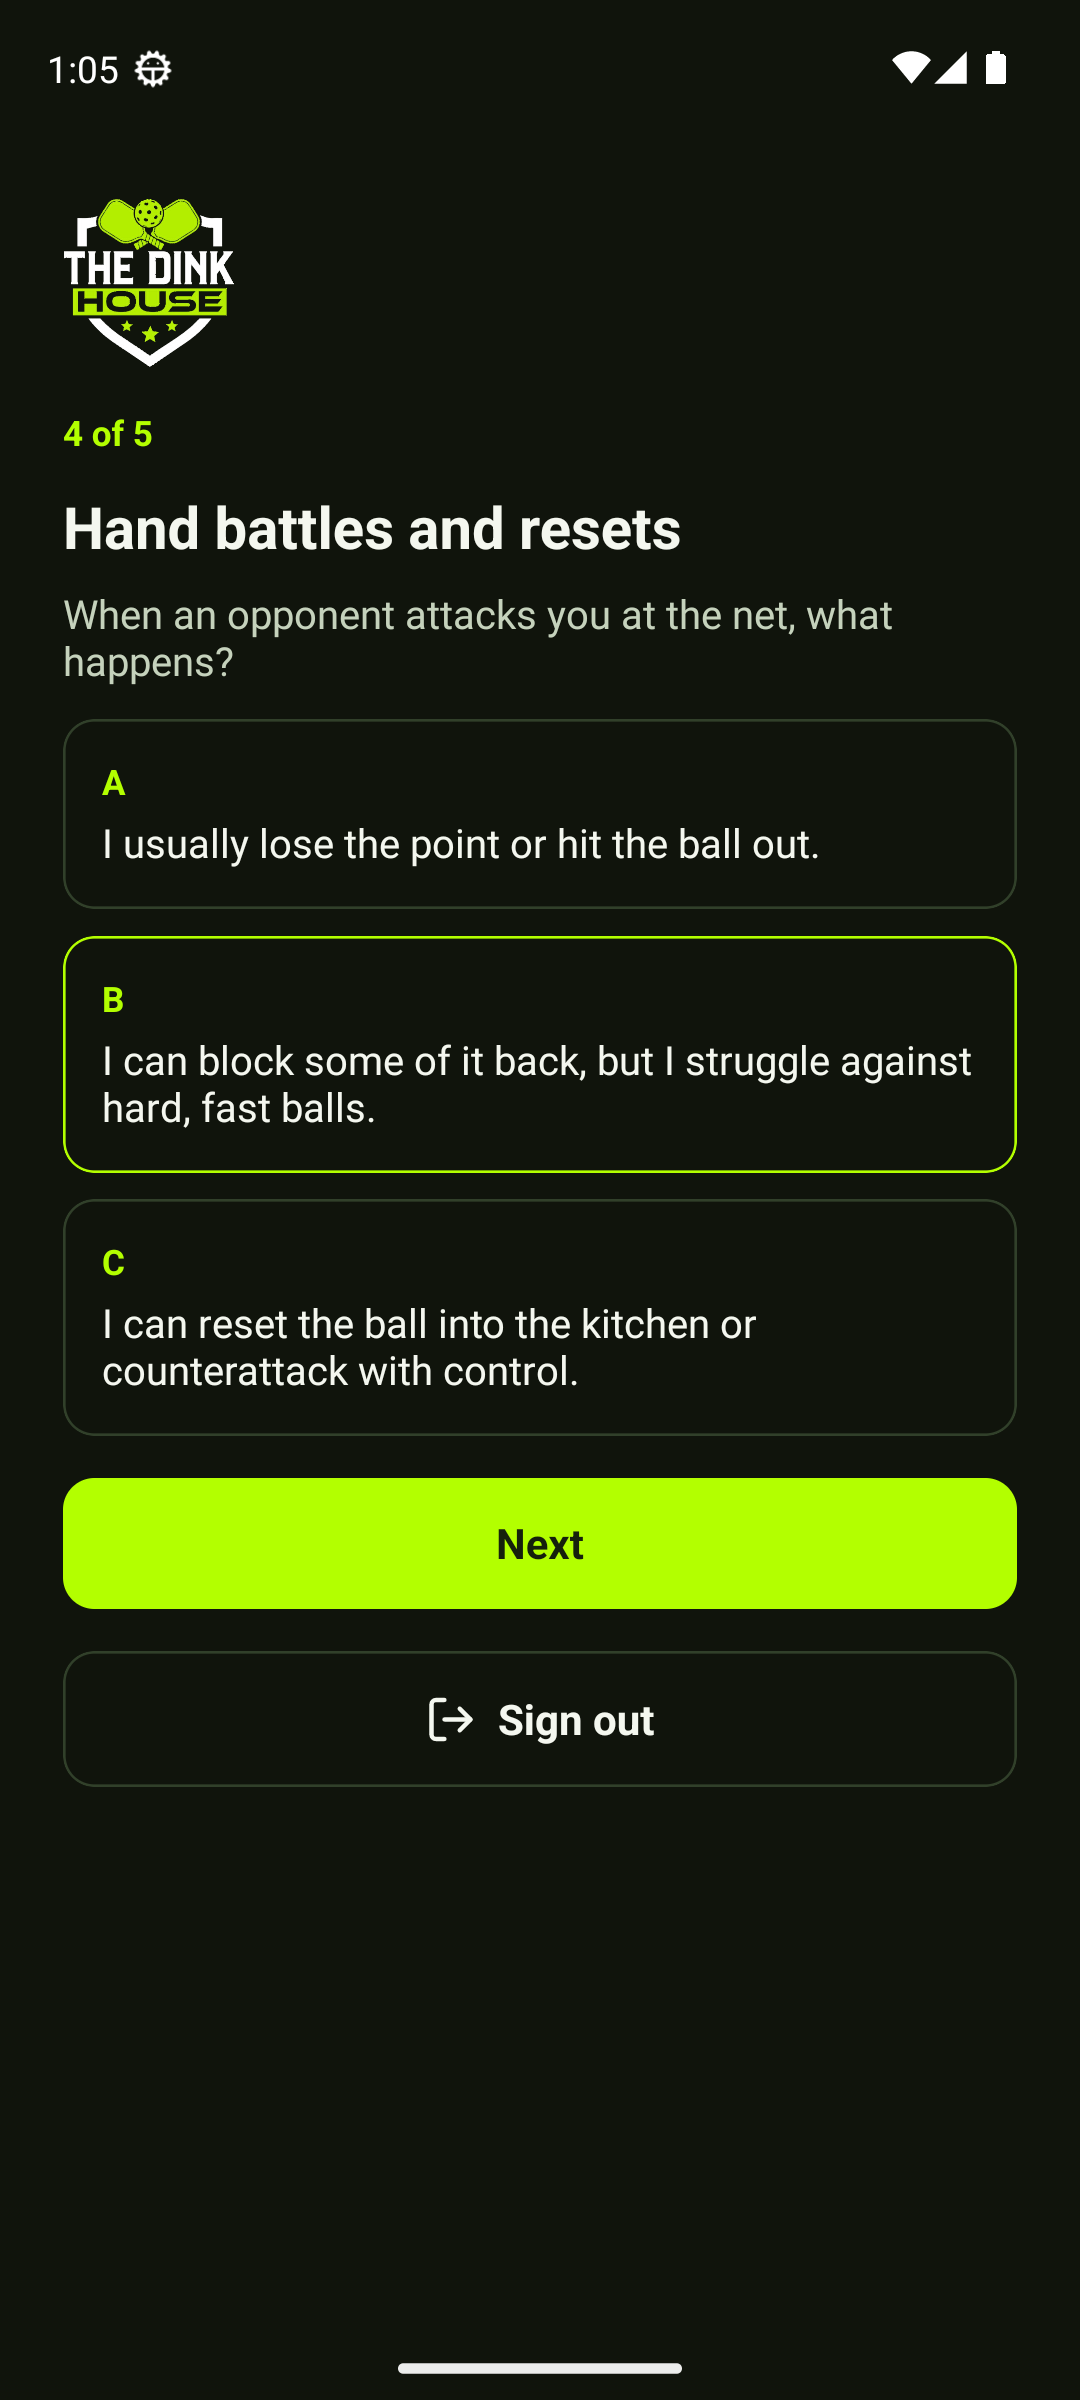 1:05
THE DINK
HOUSE
4 of 5
Hand battles and resets
When an opponent attacks you at the net, what
happens?
A
I usually lose the point or hit the ball out.
B
I can block some of it back, but I struggle against
hard, fast balls.
C
I can reset the ball into the kitchen or
counterattack with control.
Next
Sign out